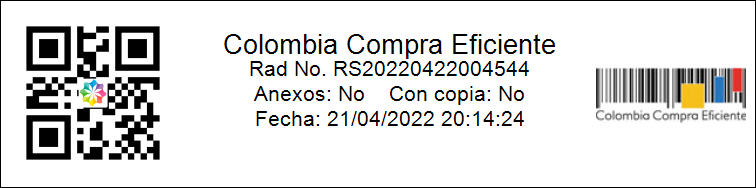 Colombia Compra Eficiente
Rad No. RS20220422004544
Anexos: No    Con copia: No
Fecha: 21/04/2022 20:14:24
Colombia Compra Eficiente